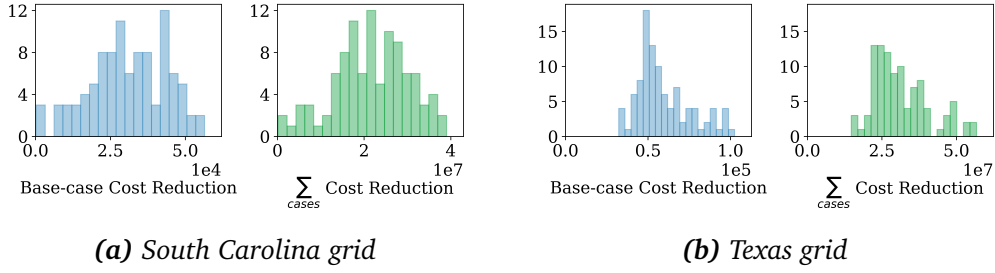 12
8
4
0
0.0
2.5
5.0
1e4
Base-case Cost Reduction
12
8
4
0
0
2
4
1e7
∑ Cost Reduction
cases
(a) South Carolina grid
15
10
5
0
0.0
0.5
1.0
1e5
Base-case Cost Reduction
15
10
5
0
0.0
2.5
5.0
1e7
∑ Cost Reduction
cases
(b) Texas grid